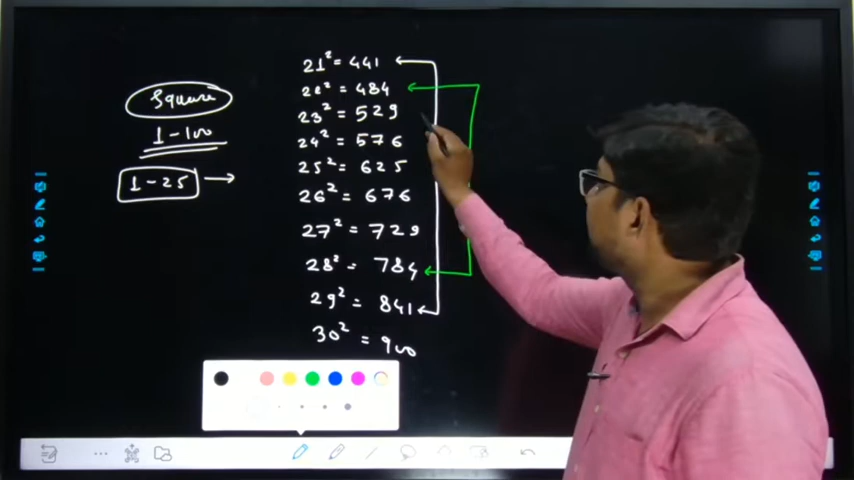 Square
1-100
1-25 →
21² = 441
22² = 484
23² = 529
24² = 576
25² = 625
26² = 676
27² = 729
28² = 784
29² = 841
30² = 900